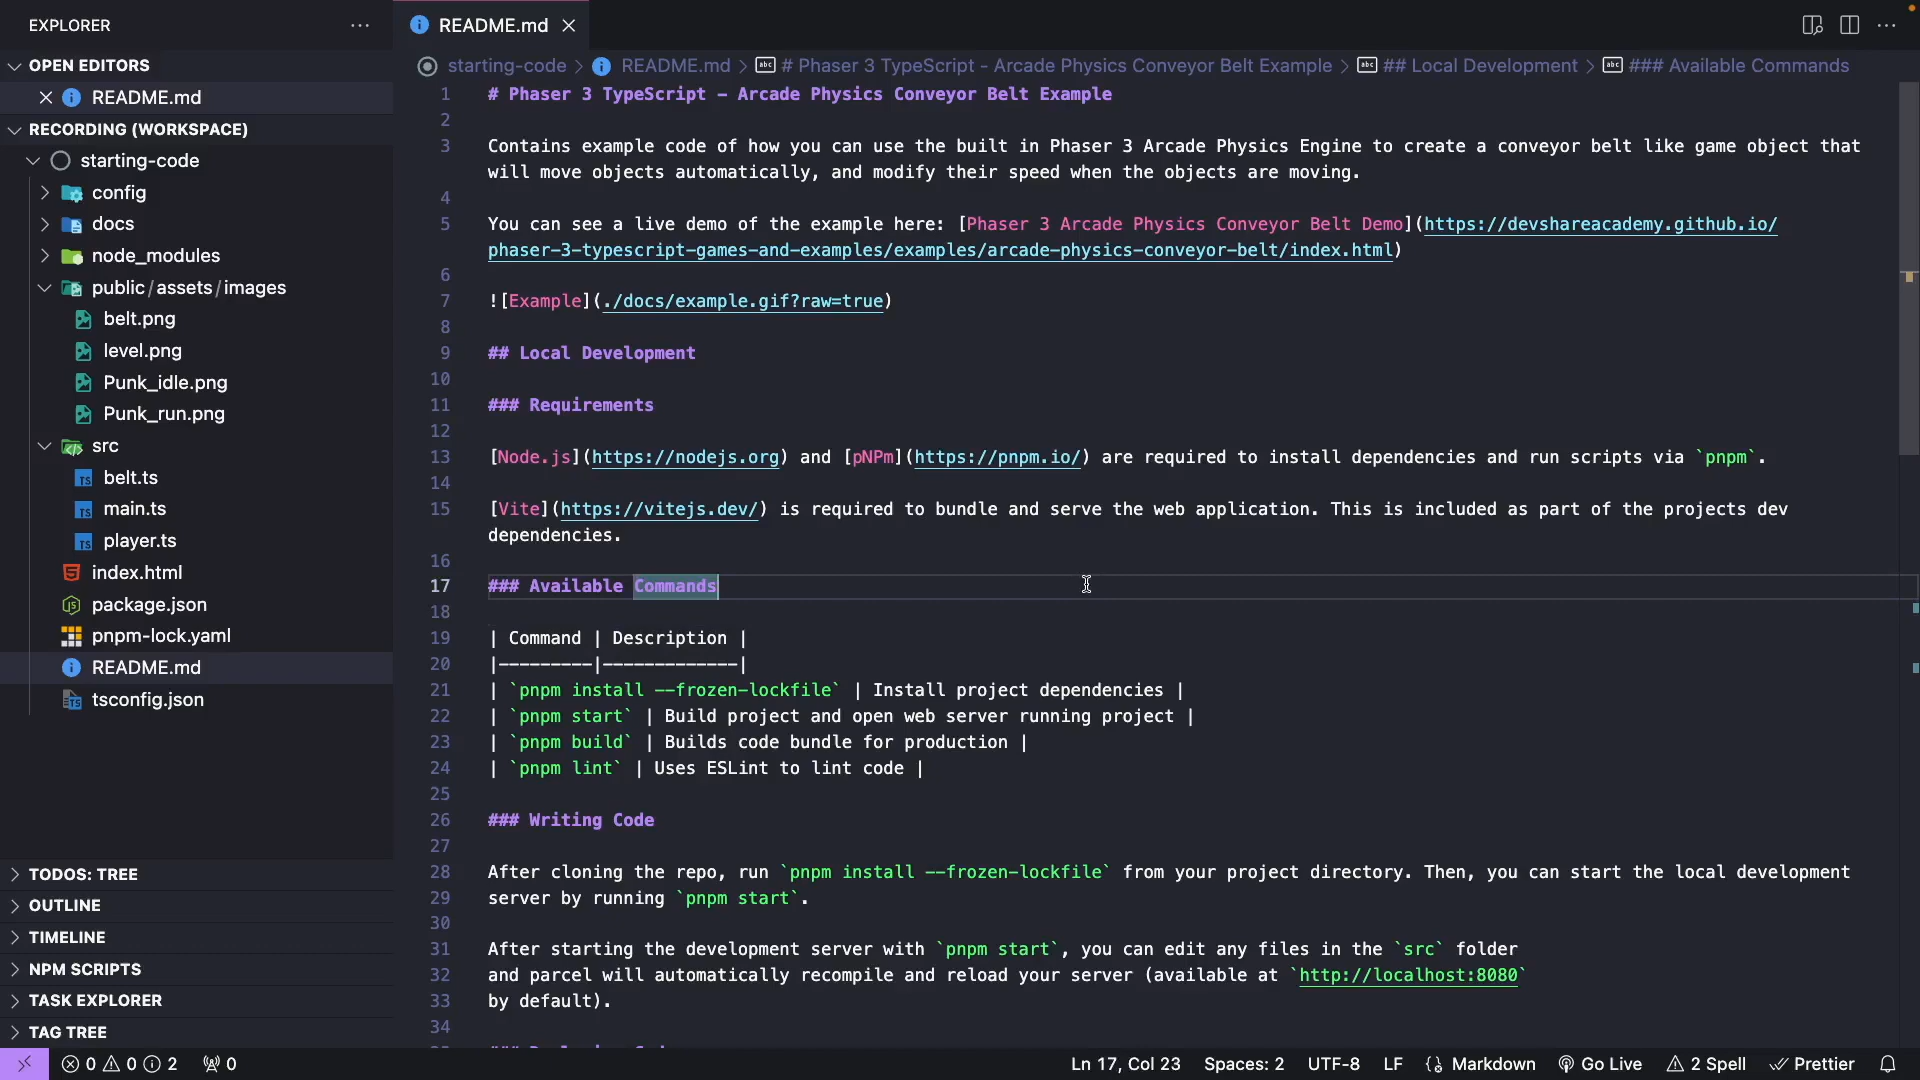 EXPLORER
OPEN EDITORS
README.md
RECORDING (WORKSPACE)
starting-code
config
docs
node_modules
public/assets/images
belt.png
level.png
Punk_idle.png
Punk_run.png
src
belt.ts
main.ts
player.ts
index.html
package.json
pnpm-lock.yaml
README.md
tsconfig.json
TODOS: TREE
OUTLINE
TIMELINE
NPM SCRIPTS
TASK EXPLORER
TAG TREE
README.md
starting-code > README.md > # Phaser 3 TypeScript - Arcade Physics Conveyor Belt Example > ## Local Development > ### Available Commands
1 # Phaser 3 TypeScript - Arcade Physics Conveyor Belt Example
2
3 Contains example code of how you can use the built in Phaser 3 Arcade Physics Engine to create a conveyor belt like game object that
will move objects automatically, and modify their speed when the objects are moving.
4
5 You can see a live demo of the example here: [Phaser 3 Arcade Physics Conveyor Belt Demo](https://devshareacademy.github.io/
phaser-3-typescript-games-and-examples/examples/arcade-physics-conveyor-belt/index.html)
6
7 ![Example](./docs/example.gif?raw=true)
8
9 ## Local Development
10
11 ### Requirements
12
13 [Node.js](https://nodejs.org) and [pNPm](https://pnpm.io/) are required to install dependencies and run scripts via `pnpm`.
14
15 [Vite](https://vitejs.dev/) is required to bundle and serve the web application. This is included as part of the projects dev
dependencies.
16
17 ### Available Commands
18
19 | Command | Description |
20 |---------|-------------|
21 | `pnpm install --frozen-lockfile` | Install project dependencies |
22 | `pnpm start` | Build project and open web server running project |
23 | `pnpm build` | Builds code bundle for production |
24 | `pnpm lint` | Uses ESLint to lint code |
25
26 ### Writing Code
27
28 After cloning the repo, run `pnpm install --frozen-lockfile` from your project directory. Then, you can start the local development
29 server by running `pnpm start`.
30
31 After starting the development server with `pnpm start`, you can edit any files in the `src` folder
32 and parcel will automatically recompile and reload your server (available at `http://localhost:8080`
33 by default).
34
0 0 2 0
Ln 17, Col 23 Spaces: 2 UTF-8 LF Markdown Go Live 2 Spell Prettier